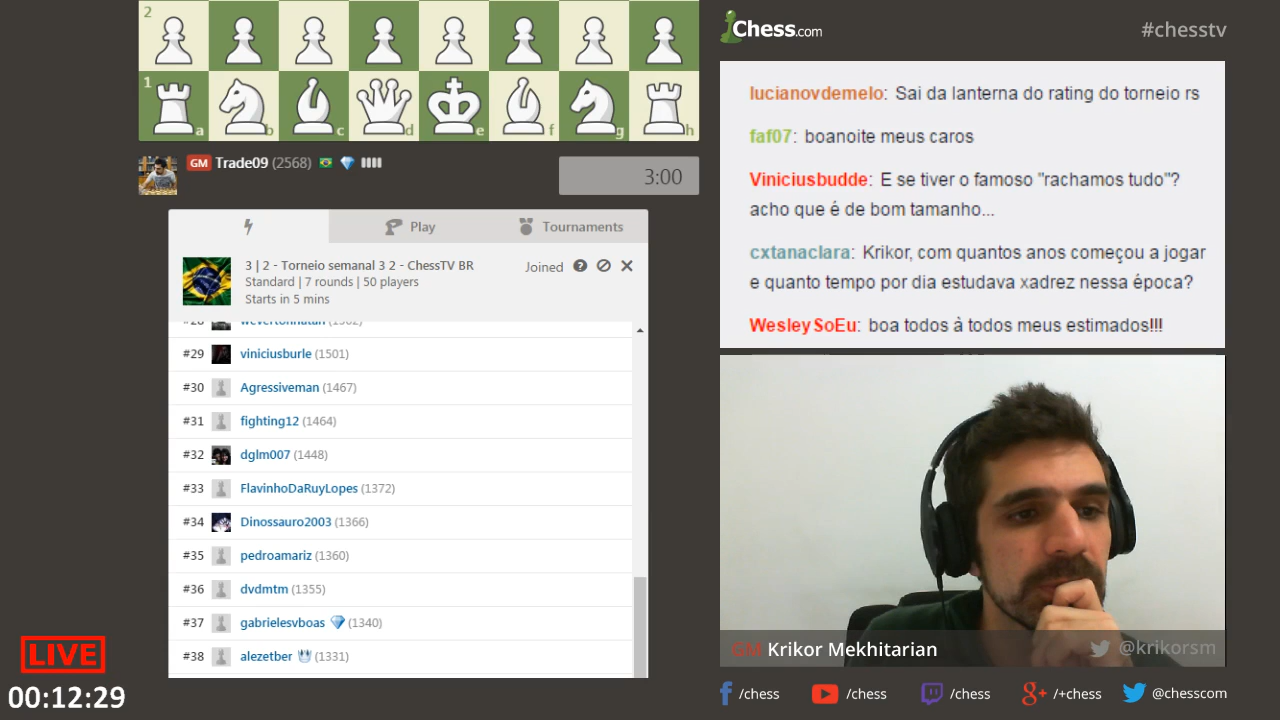 2
1
a b c d e f g h
GM Trade09 (2568)
3:00
Play
Tournaments
3 | 2 - Torneio semanal 3 2 - ChessTV BR
Joined
Standard | 7 rounds | 50 players
Starts in 5 mins
#29 viniciusburle (1501)
#30 Agressiveman (1467)
#31 fighting12 (1464)
#32 dglm007 (1448)
#33 FlavinhoDaRuyLopes (1372)
#34 Dinossauro2003 (1366)
#35 pedroamariz (1360)
#36 dvdmtm (1355)
#37 gabrielesvboas (1340)
#38 alezetber (1331)
LIVE
00:12:29
Chess.com
#chesstv
lucianovdemelo: Sai da lanterna do rating do torneio rs
faf07: boanoite meus caros
Viniciusbudde: E se tiver o famoso "rachamos tudo"?
acho que é de bom tamanho...
cxtanaclara: Krikor, com quantos anos começou a jogar
e quanto tempo por dia estudava xadrez nessa época?
WesleySoEu: boa todos à todos meus estimados!!!
GM Krikor Mekhitarian
@krikorsm
/chess
/chess
/chess
/+chess
@chesscom